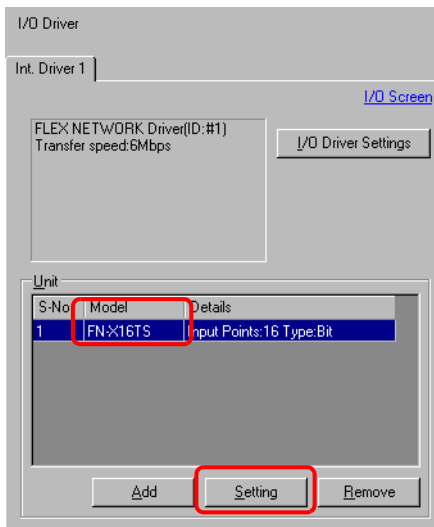 I/O Driver
Int. Driver 1
I/O Screen
FLEX NETWORK Driver(ID:#1)
Transfer speed:6Mbps
I/O Driver Settings
Unit
S-No Model Details
1 FN-X16TS Input Points:16 Type:Bit
Add Setting Remove